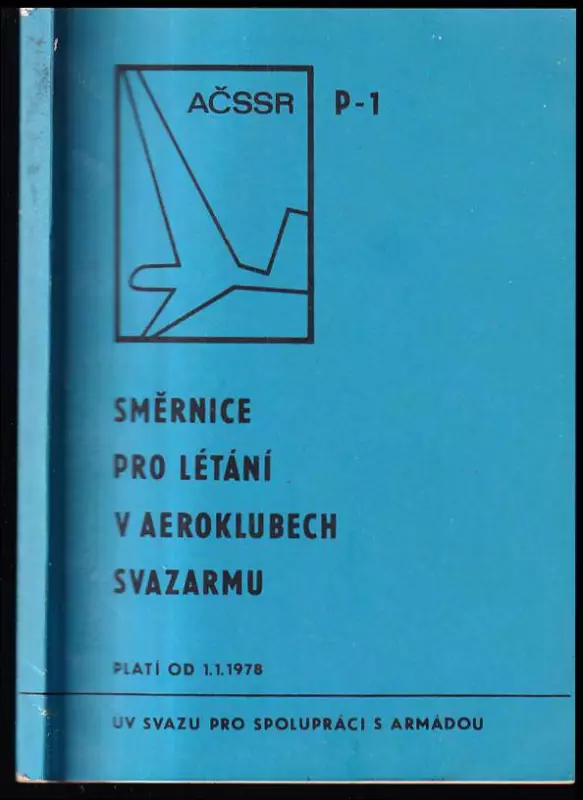 AČSSR P-1
SMĚRNICE
PRO LÉTÁNÍ
V AEROKLUBECH
SVAZARMU
PLATÍ OD 1.1.1978
ÚV SVAZU PRO SPOLUPRÁCI S ARMÁDOU